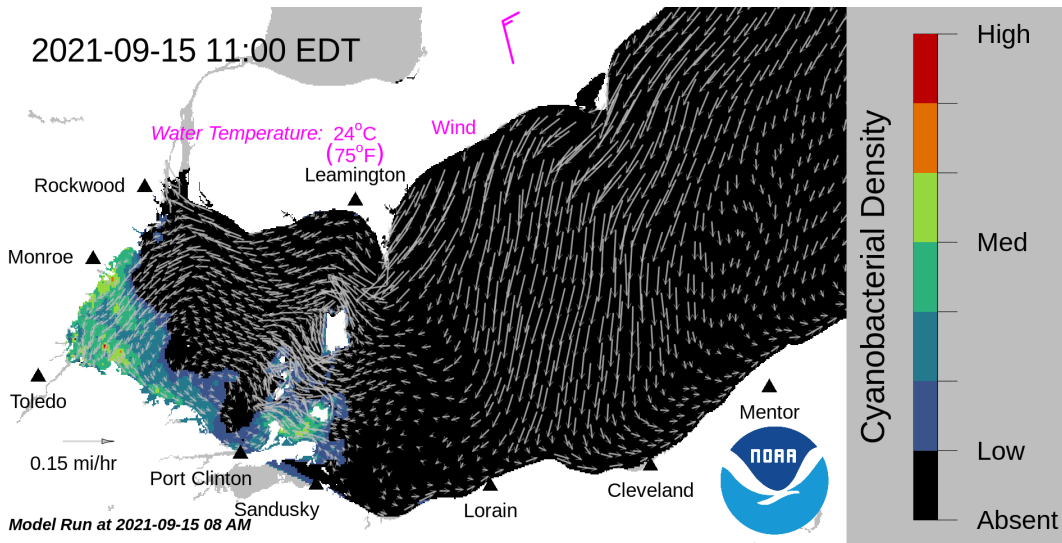 2021-09-15 11:00 EDT
High
Wind
Water Temperature: 24°C
(75°F)
Leamington
Rockwood
Cyanobacterial Density
Monroe
Med
Toledo
Mentor
0.15 mi/hr
NOAA
Low
Port Clinton
Cleveland
Sandusky
Lorain
Model Run at 2021-09-15 08 AM
Absent